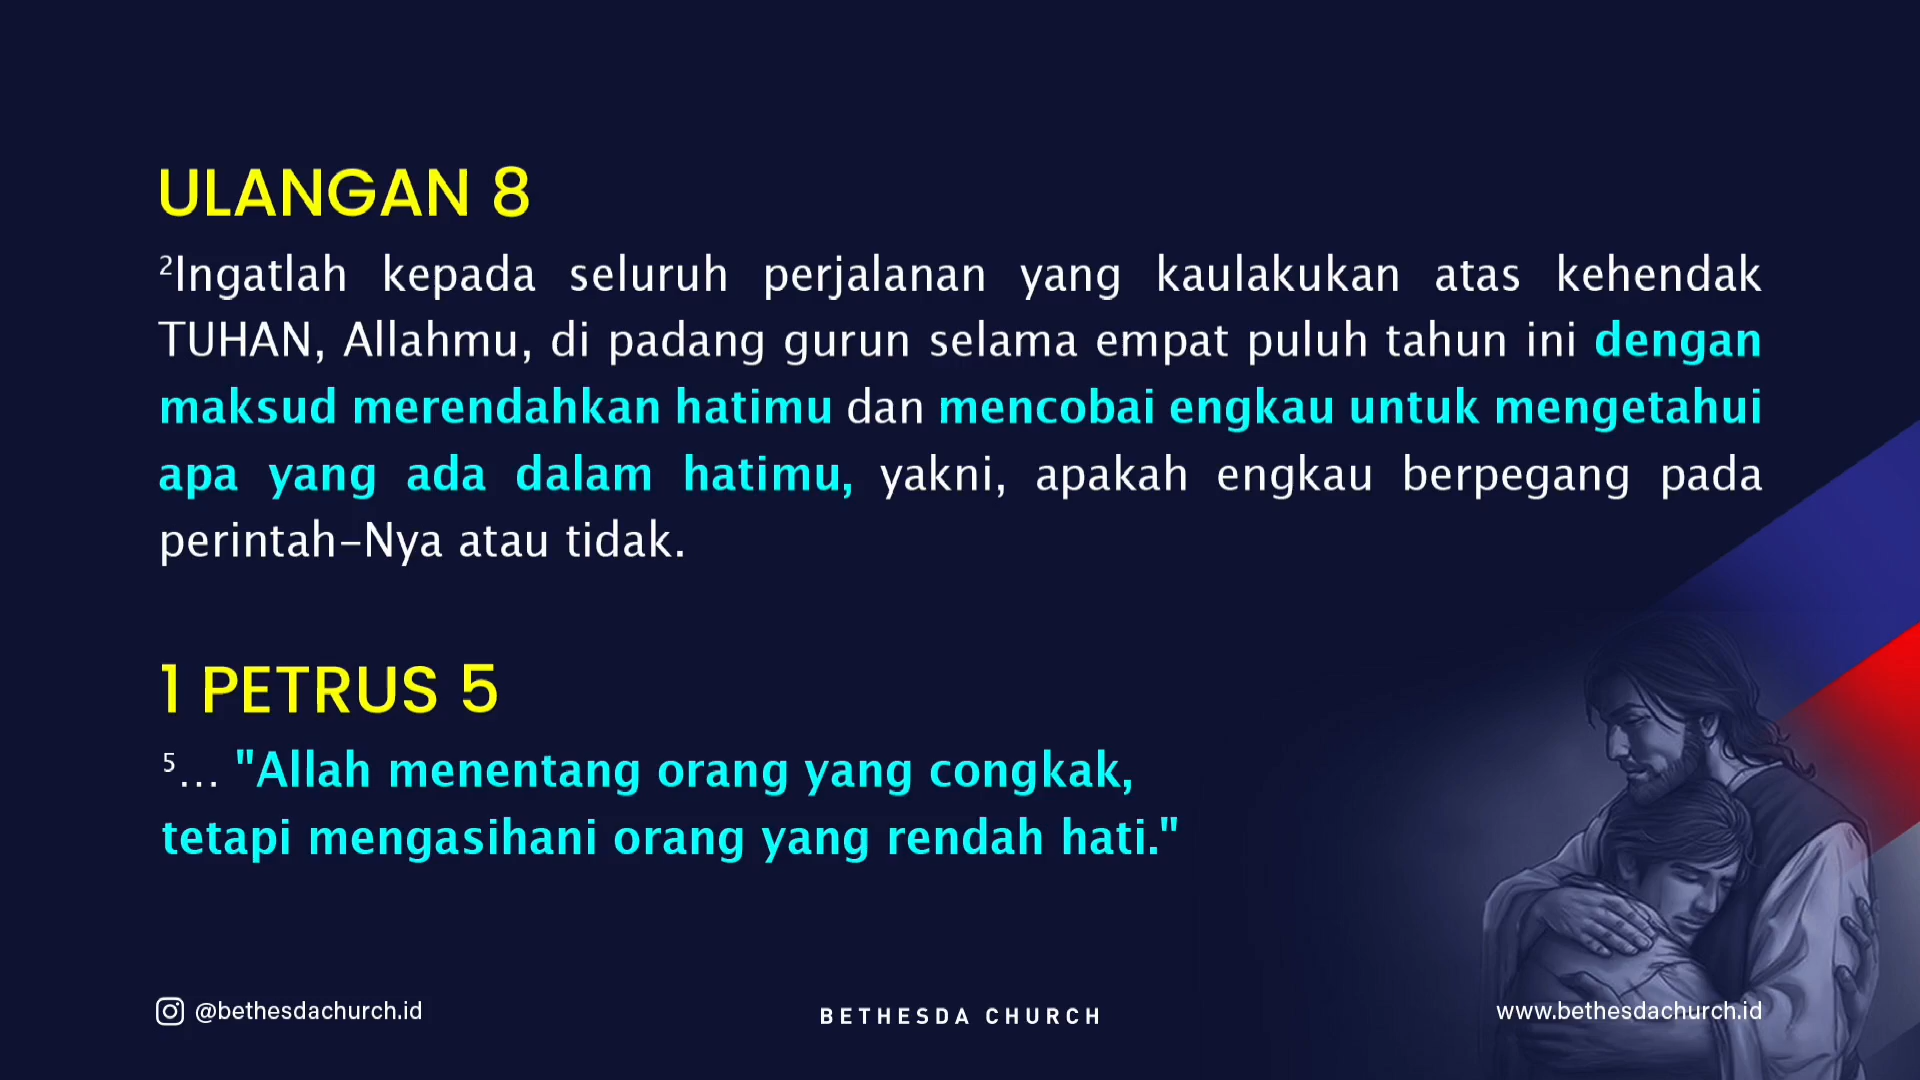 ULANGAN 8
²Ingatlah kepada seluruh perjalanan yang kaulakukan atas kehendak
TUHAN, Allahmu, di padang gurun selama empat puluh tahun ini dengan
maksud merendahkan hatimu dan mencobai engkau untuk mengetahui
apa yang ada dalam hatimu, yakni, apakah engkau berpegang pada
perintah-Nya atau tidak.
1 PETRUS 5
⁵... "Allah menentang orang yang congkak,
tetapi mengasihani orang yang rendah hati."
@bethesdachurch.id
BETHESDA CHURCH
www.bethesdachurch.id